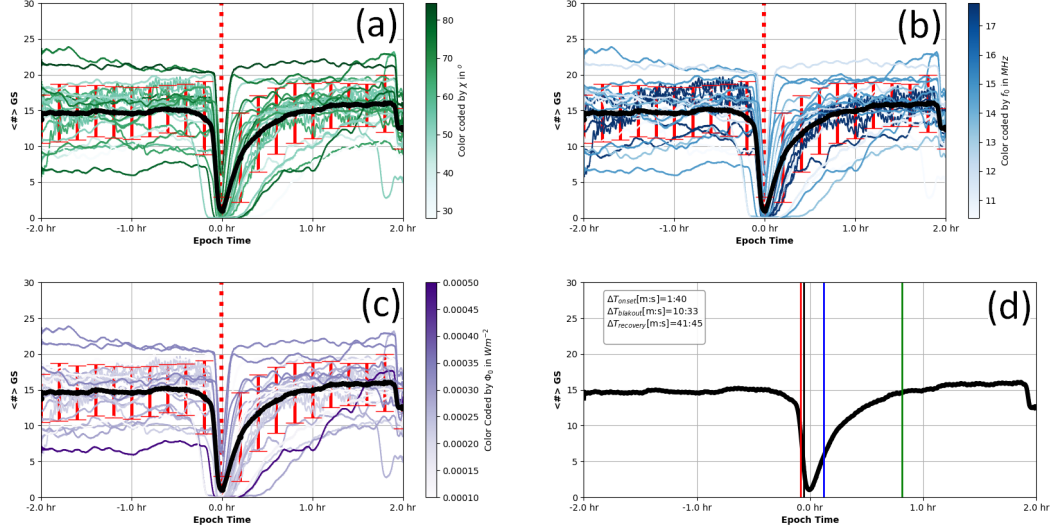 (a)
30
25
20
15
10
5
0
<#> GS
-2.0 hr -1.0 hr 0.0 hr 1.0 hr 2.0 hr
Epoch Time
80
70
60
50
40
30
Color coded by χ in °
(b)
30
25
20
15
10
5
0
<#> GS
-2.0 hr -1.0 hr 0.0 hr 1.0 hr 2.0 hr
Epoch Time
17
16
15
14
13
12
11
Color coded by f₀ in MHz
(c)
30
25
20
15
10
5
0
<#> GS
-2.0 hr -1.0 hr 0.0 hr 1.0 hr 2.0 hr
Epoch Time
0.00050
0.00045
0.00040
0.00035
0.00030
0.00025
0.00020
0.00015
0.00010
Color Coded by Φ₀ in Wm⁻²
(d)
30
25
20
15
10
5
0
<#> GS
ΔTonset[m:s]=1:40
ΔTblakout[m:s]=10:33
ΔTrecovery[m:s]=41:45
-2.0 hr -1.0 hr 0.0 hr 1.0 hr 2.0 hr
Epoch Time